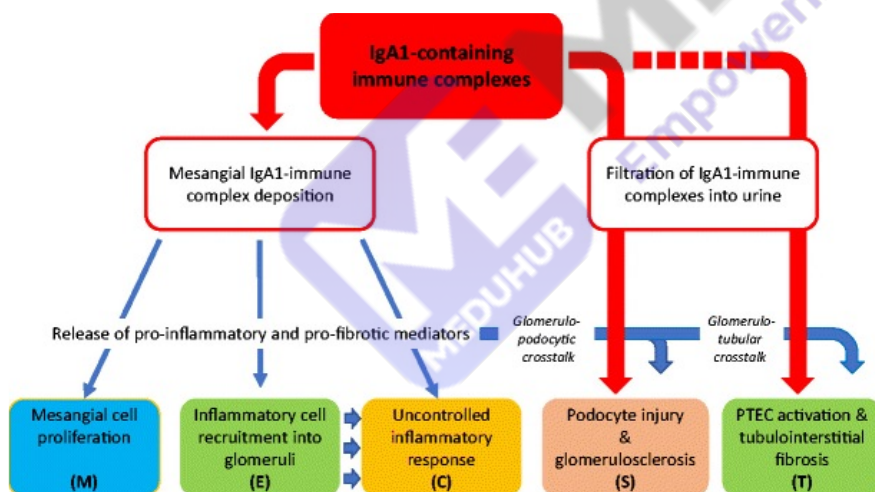 IgA1-containing
immune complexes
Mesangial IgA1-immune
complex deposition
Filtration of IgA1-immune
complexes into urine
Release of pro-inflammatory and pro-fibrotic mediators
Glomerulo-
podocytic
crosstalk
Glomerulo-
tubular
crosstalk
Mesangial cell
proliferation
(M)
Inflammatory cell
recruitment into
glomeruli
(E)
Uncontrolled
inflammatory
response
(C)
Podocyte injury
&
glomerulosclerosis
(S)
PTEC activation &
tubulointerstitial
fibrosis
(T)
MEDUHUB